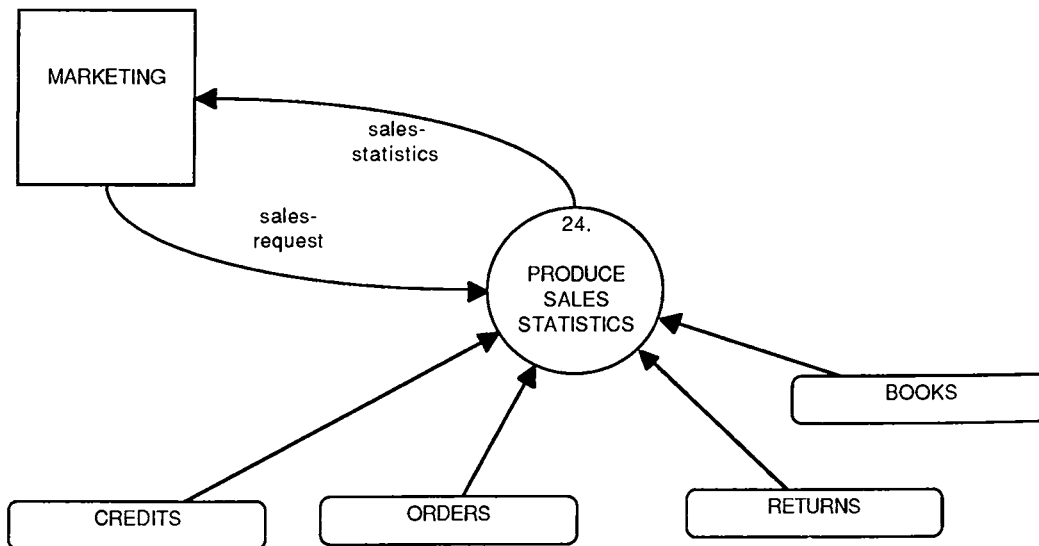 MARKETING
sales-
statistics
sales-
request
24.
PRODUCE
SALES
STATISTICS
BOOKS
CREDITS
ORDERS
RETURNS